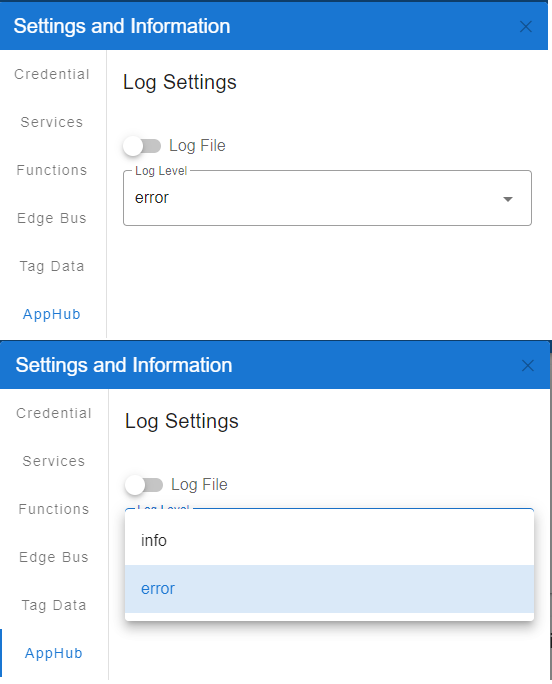 Settings and Information
Credential
Services
Functions
Edge Bus
Tag Data
AppHub
Log Settings
Log File
Log Level
error
Settings and Information
Credential
Services
Functions
Edge Bus
Tag Data
AppHub
Log Settings
Log File
Log Level
info
error